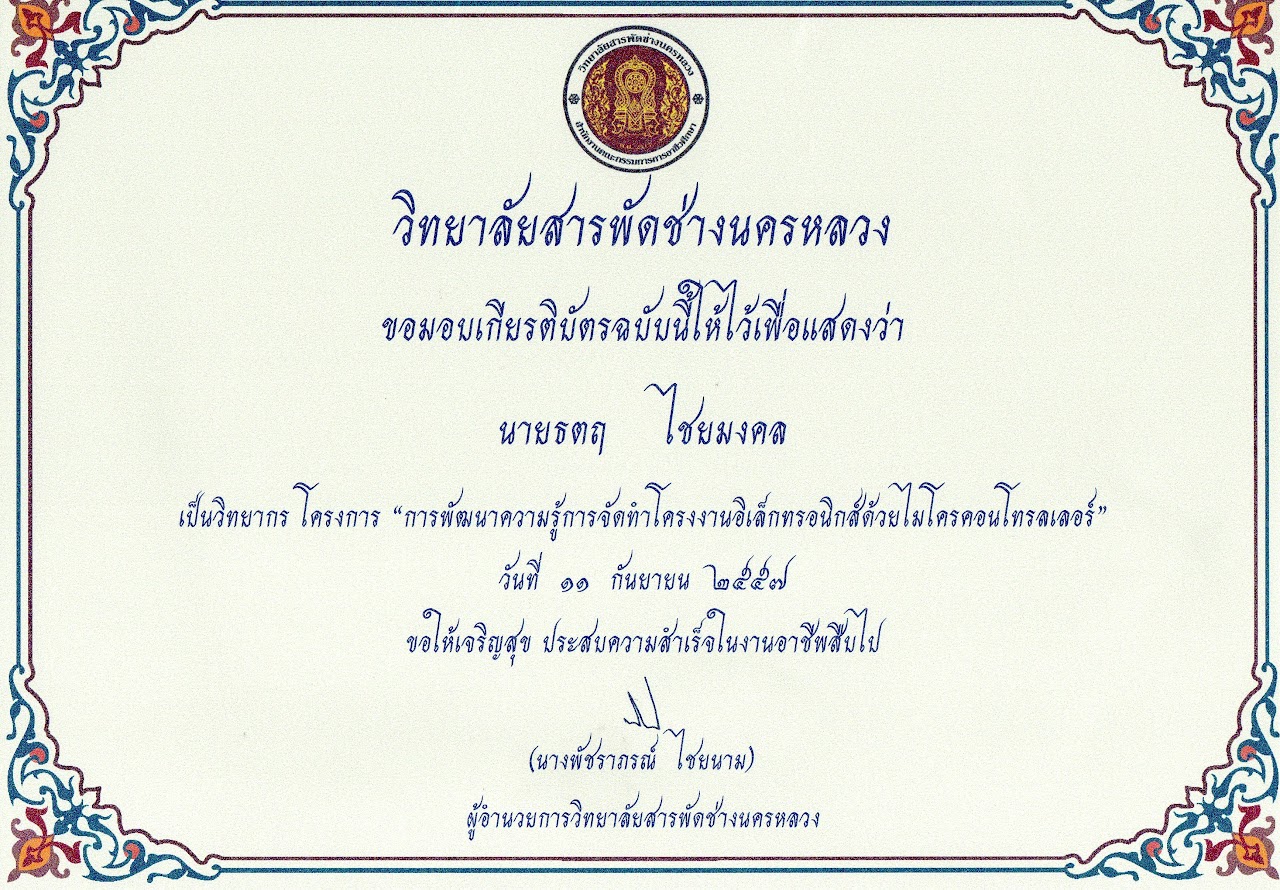 วิทยาลัยสารพัดช่างนครหลวง
สำนักงานคณะกรรมการการอาชีวศึกษา
วิทยาลัยสารพัดช่างนครหลวง
ขอมอบเกียรติบัตรฉบับนี้ให้ไว้เพื่อแสดงว่า
นายธตฤ ไชยมงคล
เป็นวิทยากร โครงการ “การพัฒนาความรู้การจัดทำโครงงานอิเล็กทรอนิกส์ด้วยไมโครคอนโทรลเลอร์”
วันที่ ๑๑ กันยายน ๒๕๕๗
ขอให้เจริญสุข ประสบความสำเร็จในงานอาชีพสืบไป
(นางพัชราภรณ์ ไชยนาม)
ผู้อำนวยการวิทยาลัยสารพัดช่างนครหลวง